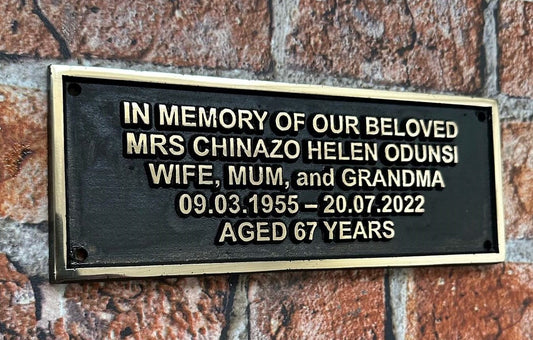 IN MEMORY OF OUR BELOVED
MRS CHINAZO HELEN ODUNSI
WIFE, MUM, and GRANDMA
09.03.1955 – 20.07.2022
AGED 67 YEARS